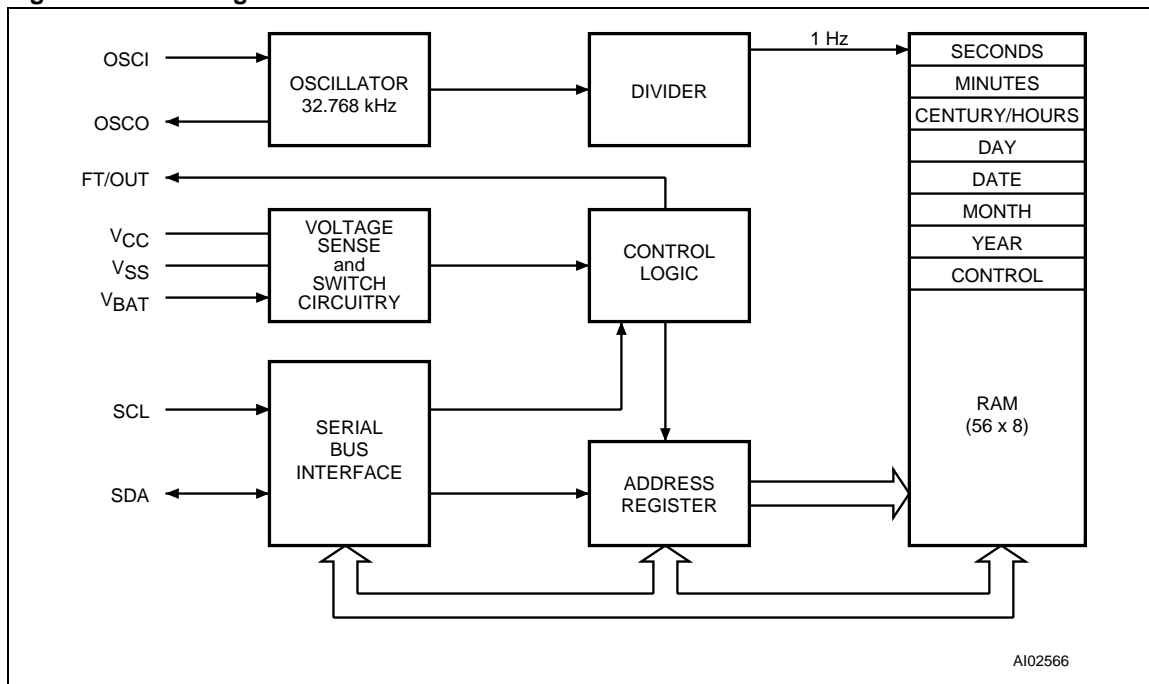 OSCI
OSCO
FT/OUT
VCC
VSS
VBAT
SCL
SDA
OSCILLATOR
32.768 kHz
DIVIDER
1 Hz
VOLTAGE
SENSE
and
SWITCH
CIRCUITRY
CONTROL
LOGIC
SERIAL
BUS
INTERFACE
ADDRESS
REGISTER
SECONDS
MINUTES
CENTURY/HOURS
DAY
DATE
MONTH
YEAR
CONTROL
RAM
(56 x 8)
AI02566